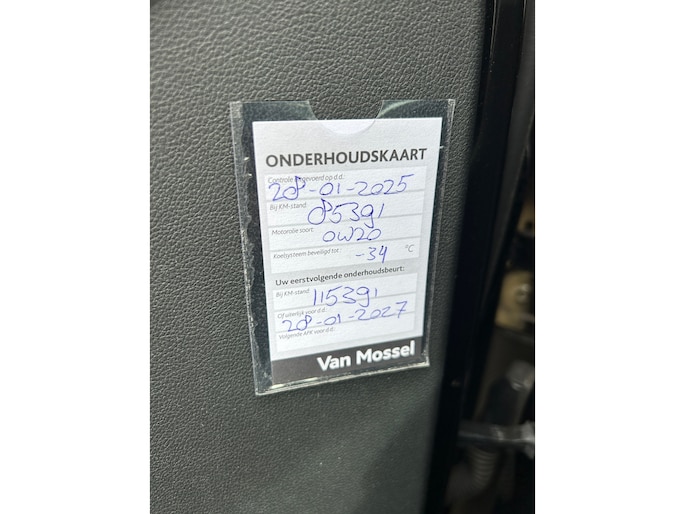 ONDERHOUDSKAART
Controle uitgevoerd op d.d.:
28-01-2025
Bij KM-stand: 85391
Motorolie soort: 0W20
Koelsysteem beveiligd tot: -34 °C
Uw eerstvolgende onderhoudsbeurt:
Bij KM-stand: 115391
Of uiterlijk voor d.d.:
28-01-2027
Volgende APK voor d.d.:
Van Mossel